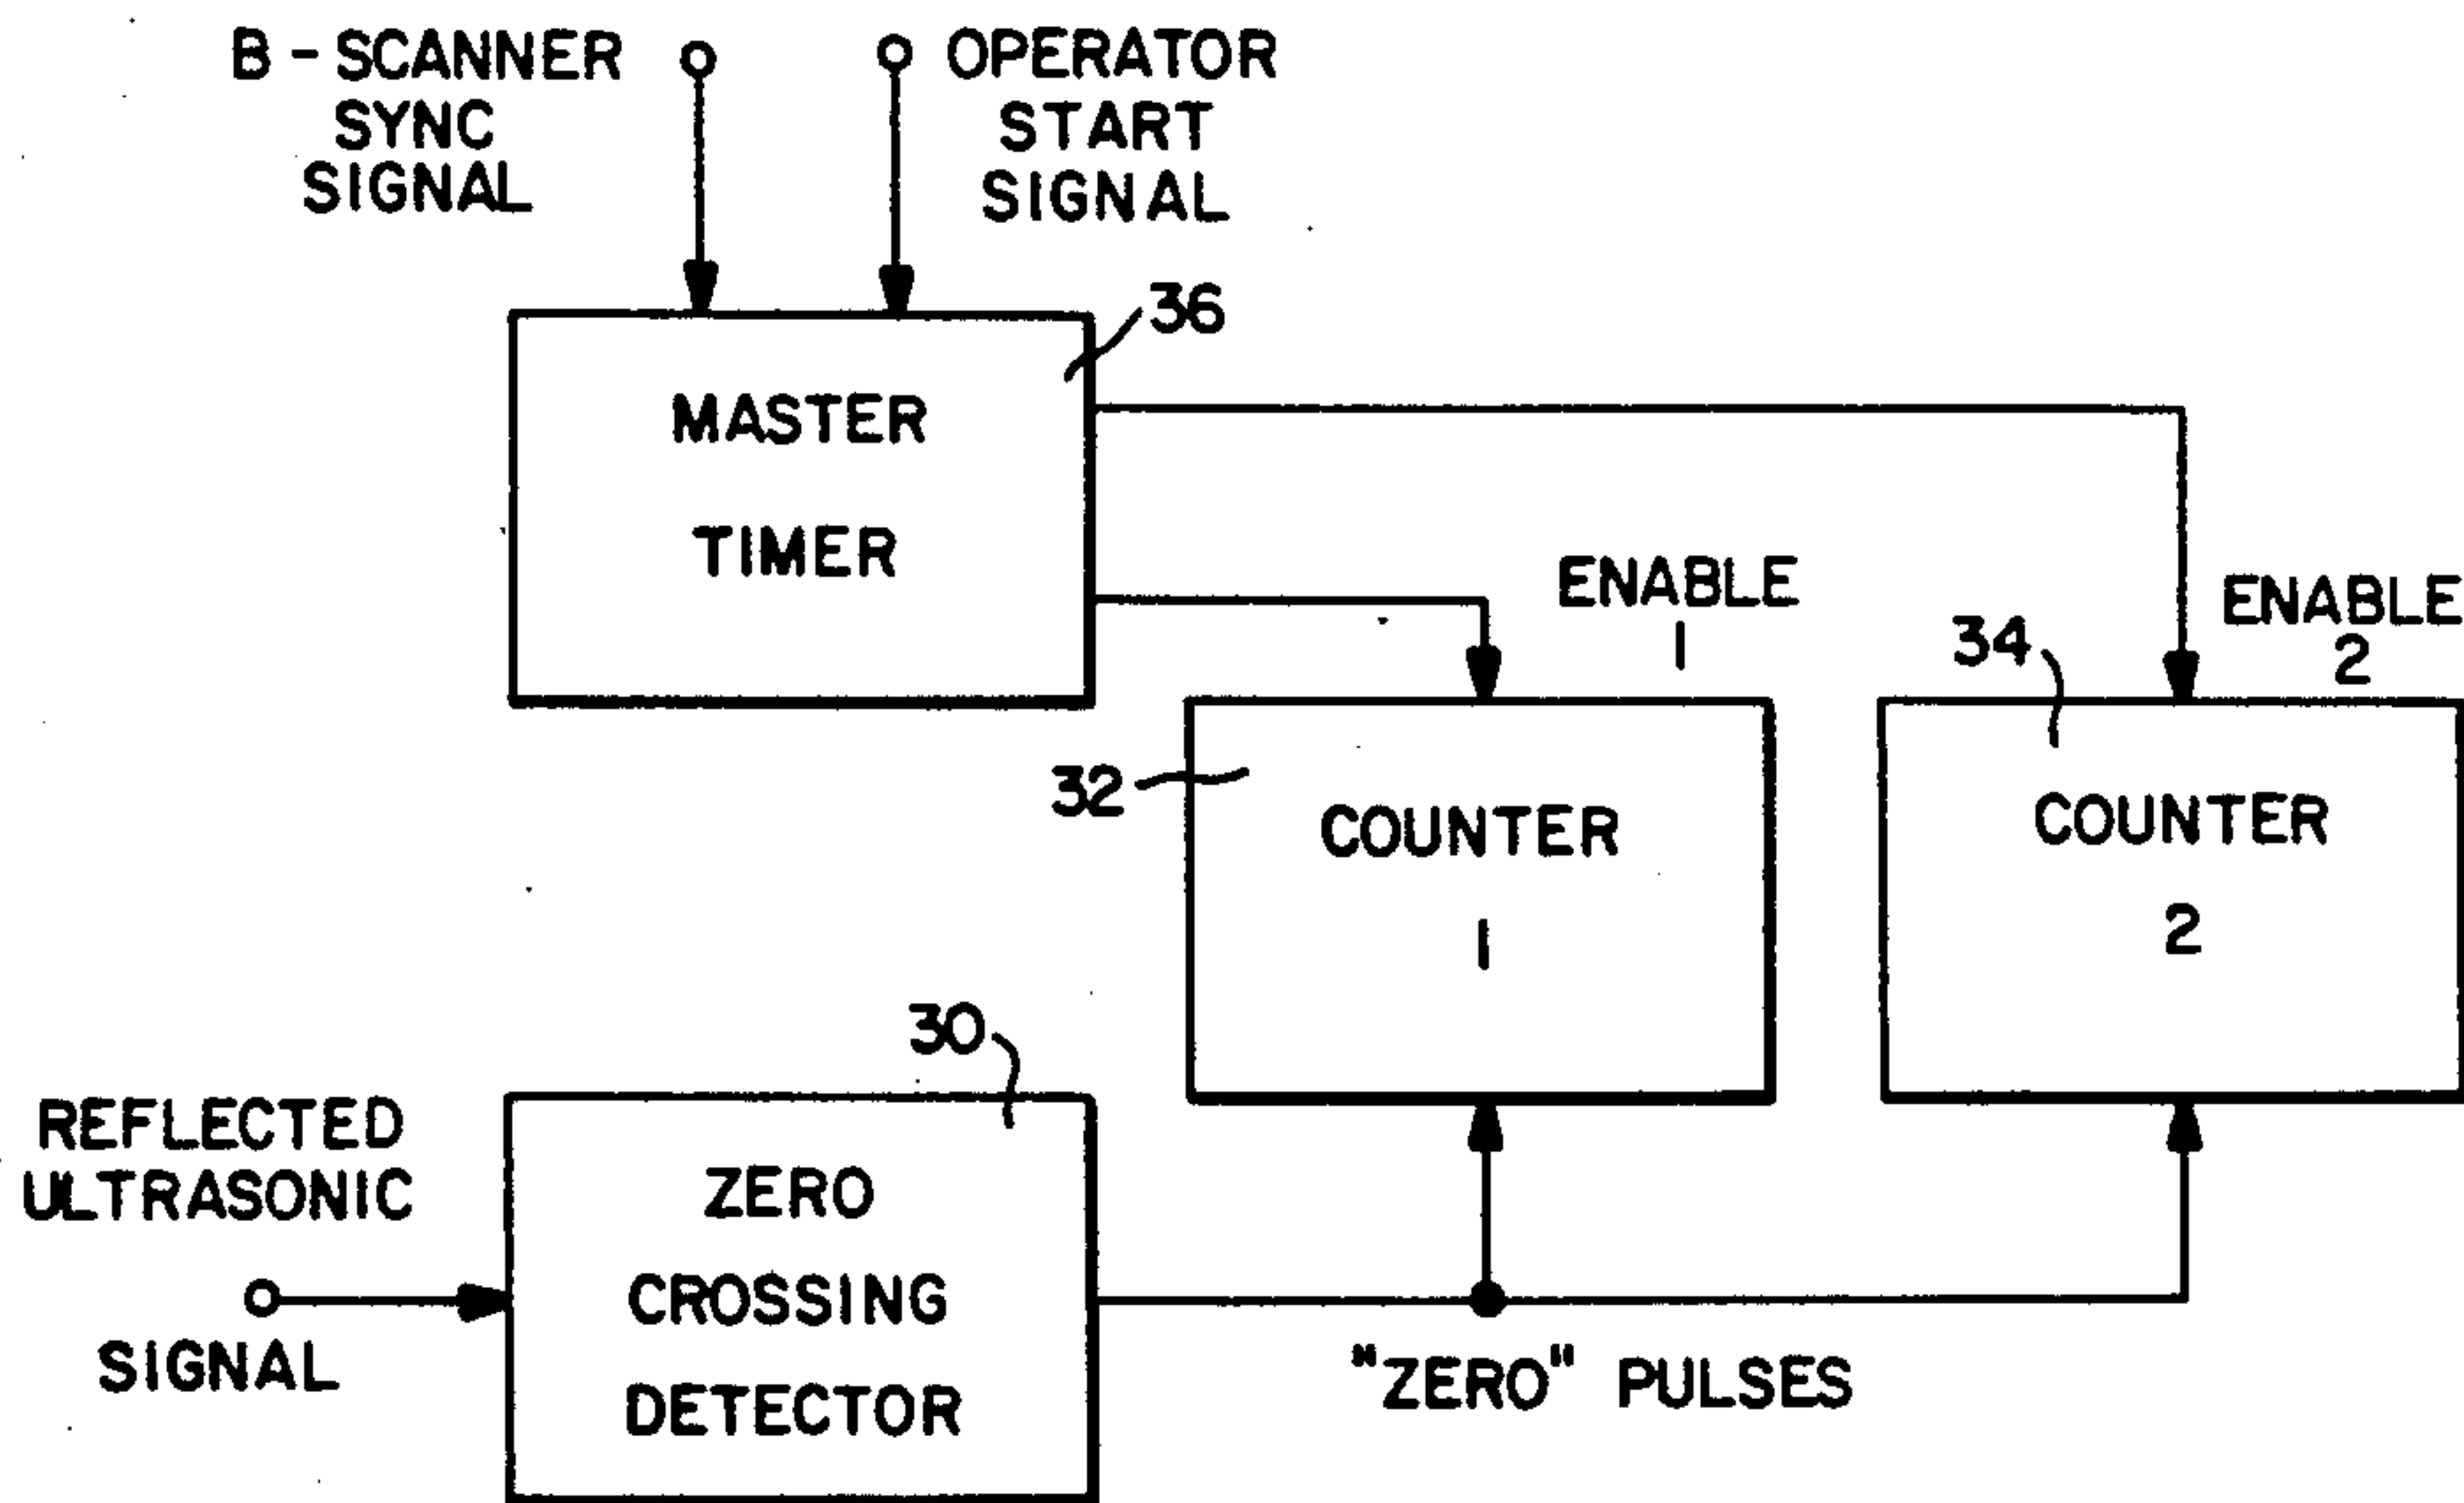 B - SCANNER
SYNC
SIGNAL
OPERATOR
START
SIGNAL
36
MASTER
TIMER
ENABLE
1
ENABLE
2
34
32
COUNTER
1
COUNTER
2
30
REFLECTED
ULTRASONIC
SIGNAL
ZERO
CROSSING
DETECTOR
"ZERO" PULSES